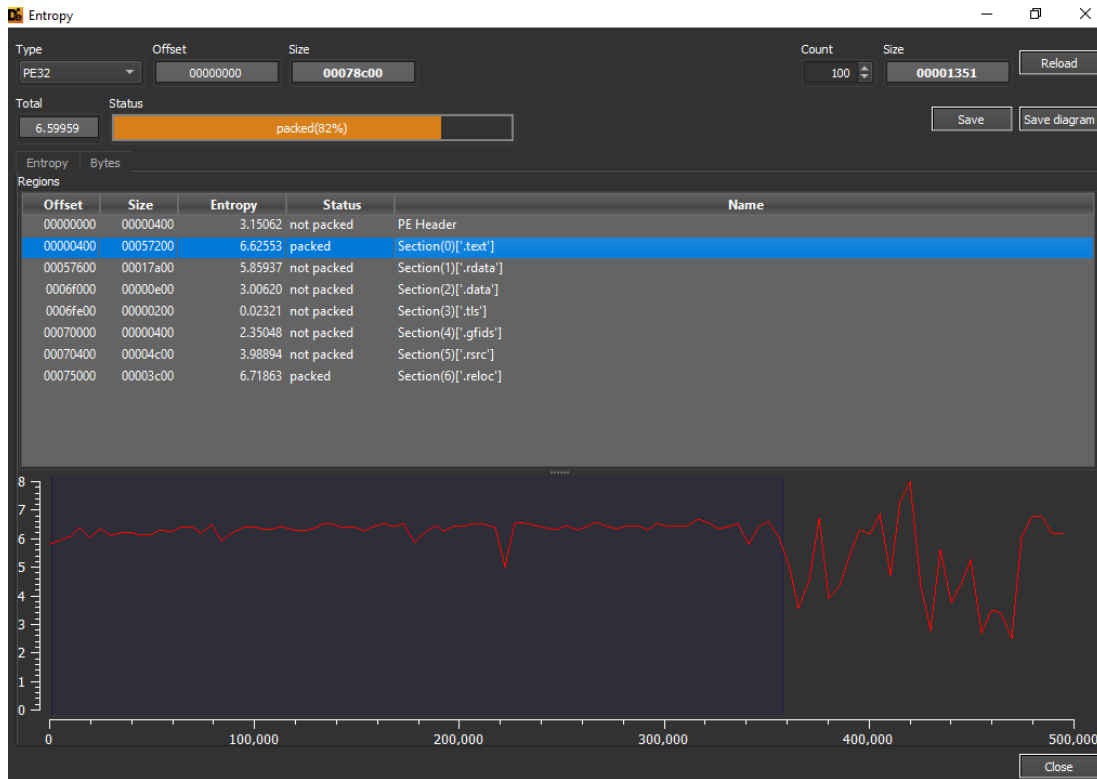 De Entropy
Type Offset Size Count Size
PE32 00000000 00078c00 100 00001351 Reload
Total Status
6.59959 packed(82%) Save Save diagram
Entropy Bytes
Regions
Offset Size Entropy Status Name
00000000 00000400 3.15062 not packed PE Header
00000400 00057200 6.62553 packed Section(0)['.text']
00057600 00017a00 5.85937 not packed Section(1)['.rdata']
0006f000 00000e00 3.00620 not packed Section(2)['.data']
0006fe00 00000200 0.02321 not packed Section(3)['.tls']
00070000 00000400 2.35048 not packed Section(4)['.gfids']
00070400 00004c00 3.98894 not packed Section(5)['.rsrc']
00075000 00003c00 6.71863 packed Section(6)['.reloc']
8
7
6
5
4
3
2
1
0
0 100,000 200,000 300,000 400,000 500,000
Close